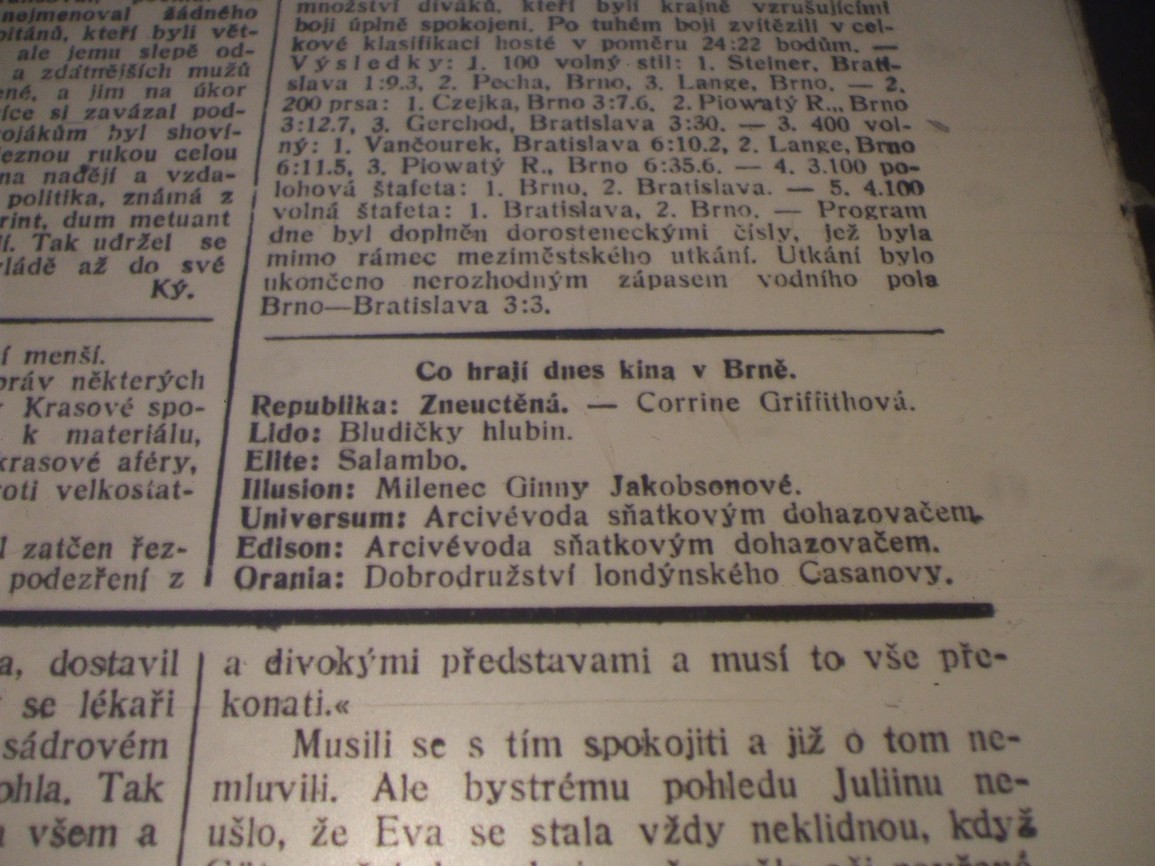 nejmenoval žádného
pitánů, kteří byli vět-
ale jemu slepě od-
a zdatnějších mužů
ené, a jim na úkor
si zavázal pod-
ojákům byl shoví-
eznou rukou celou
na nadějí a vzda-
politika, známá z
rint, dum metuant
í. Tak udržel se
vládě až do své
Ký.
í menší.
práv některých
Krasové spo-
k materiálu,
krasové aféry,
oti velkostat-
l zatčen řez-
podezření z
množství diváků, kteří byli krajně vzrušujícími
boji úplně spokojeni. Po tuhém boji zvítězili v cel-
kové klasifikaci hosté v poměru 24:22 bodům. —
Výsledky: 1. 100 volný stil: 1. Steiner, Brati-
slava 1:9.3, 2. Pecha, Brno, 3. Lange, Brno. — 2.
200 prsa: 1. Czejka, Brno 3:7.6, 2. Piowatý R., Brno
3:12.7, 3. Gerchod, Bratislava 3:30. — 3. 400 vol-
ný: 1. Vančourek, Bratislava 6:10.2, 2. Lange, Brno
6:11.5, 3. Piowatý R., Brno 6:35.6. — 4. 3.100 po-
lohová štafeta: 1. Brno, 2. Bratislava. — 5. 4.100
volná štafeta: 1. Bratislava, 2. Brno. — Program
dne byl doplněn dorosteneckými čísly, jež byla
mimo rámec meziměstského utkání. Utkání bylo
ukončeno nerozhodným zápasem vodního pola
Brno—Bratislava 3:3.
Co hrají dnes kina v Brně.
Republika: Zneuctěná. — Corrine Griffithová.
Lido: Bludičky hlubin.
Elite: Salambo.
Illusion: Milenec Ginny Jakobsonové.
Universum: Arcivévoda sňatkovým dohazovačem.
Edison: Arcivévoda sňatkovým dohazovačem.
Orania: Dobrodružství londýnského Casanovy.
a, dostavil
se lékaři
sádrovém
ohla. Tak
všem a
a divokými představami a musí to vše pře-
konati.«
Musili se s tím spokojiti a již o tom ne-
mluvili. Ale bystrému pohledu Juliinu ne-
ušlo, že Eva se stala vždy neklidnou, když